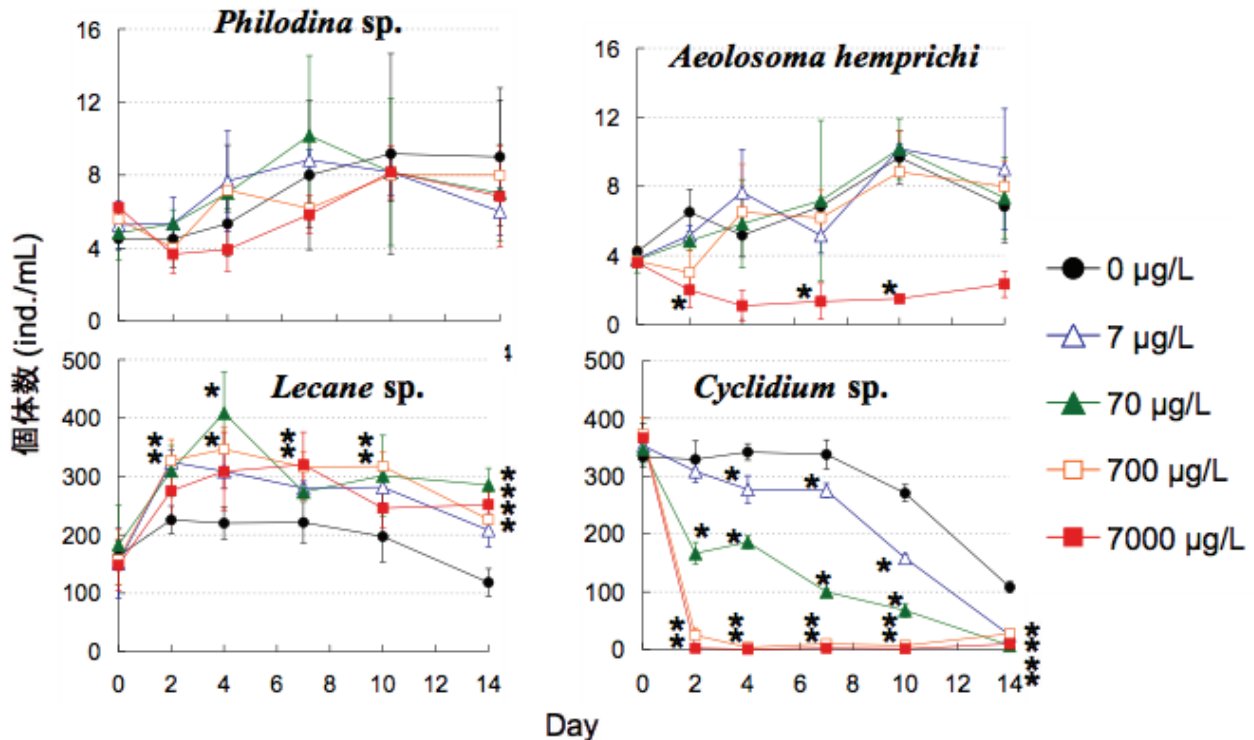 Philodina sp.
16
12
8
4
0
Aeolosoma hemprichi
16
12
8
4
0
*
*
*
個体数 (ind./mL)
Lecane sp.
500
400
300
200
100
0
0 2 4 6 8 10 12 14
* *
*
*
* *
* *
* * * *
Cyclidium sp.
500
400
300
200
100
0
0 2 4 6 8 10 12 14
*
*
*
*
*
*
*
* *
* *
* *
* *
* * * *
Day
0 µg/L
7 µg/L
70 µg/L
700 µg/L
7000 µg/L